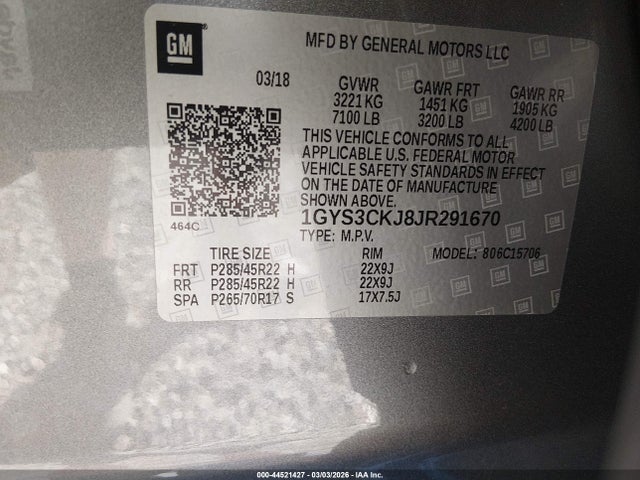 GM
MFD BY GENERAL MOTORS LLC
03/18 GVWR GAWR FRT GAWR RR
3221 KG 1451 KG 1905 KG
7100 LB 3200 LB 4200 LB
THIS VEHICLE CONFORMS TO ALL
APPLICABLE U.S. FEDERAL MOTOR
VEHICLE SAFETY STANDARDS IN EFFECT
ON THE DATE OF MANUFACTURE
SHOWN ABOVE.
464C
1GYS3CKJ8JR291670
TYPE: M.P.V.
TIRE SIZE RIM MODEL: 806C15706
FRT P285/45R22 H 22X9J
RR P285/45R22 H 22X9J
SPA P265/70R17 S 17X7.5J
000-44521427 - 03/03/2026 - IAA Inc.